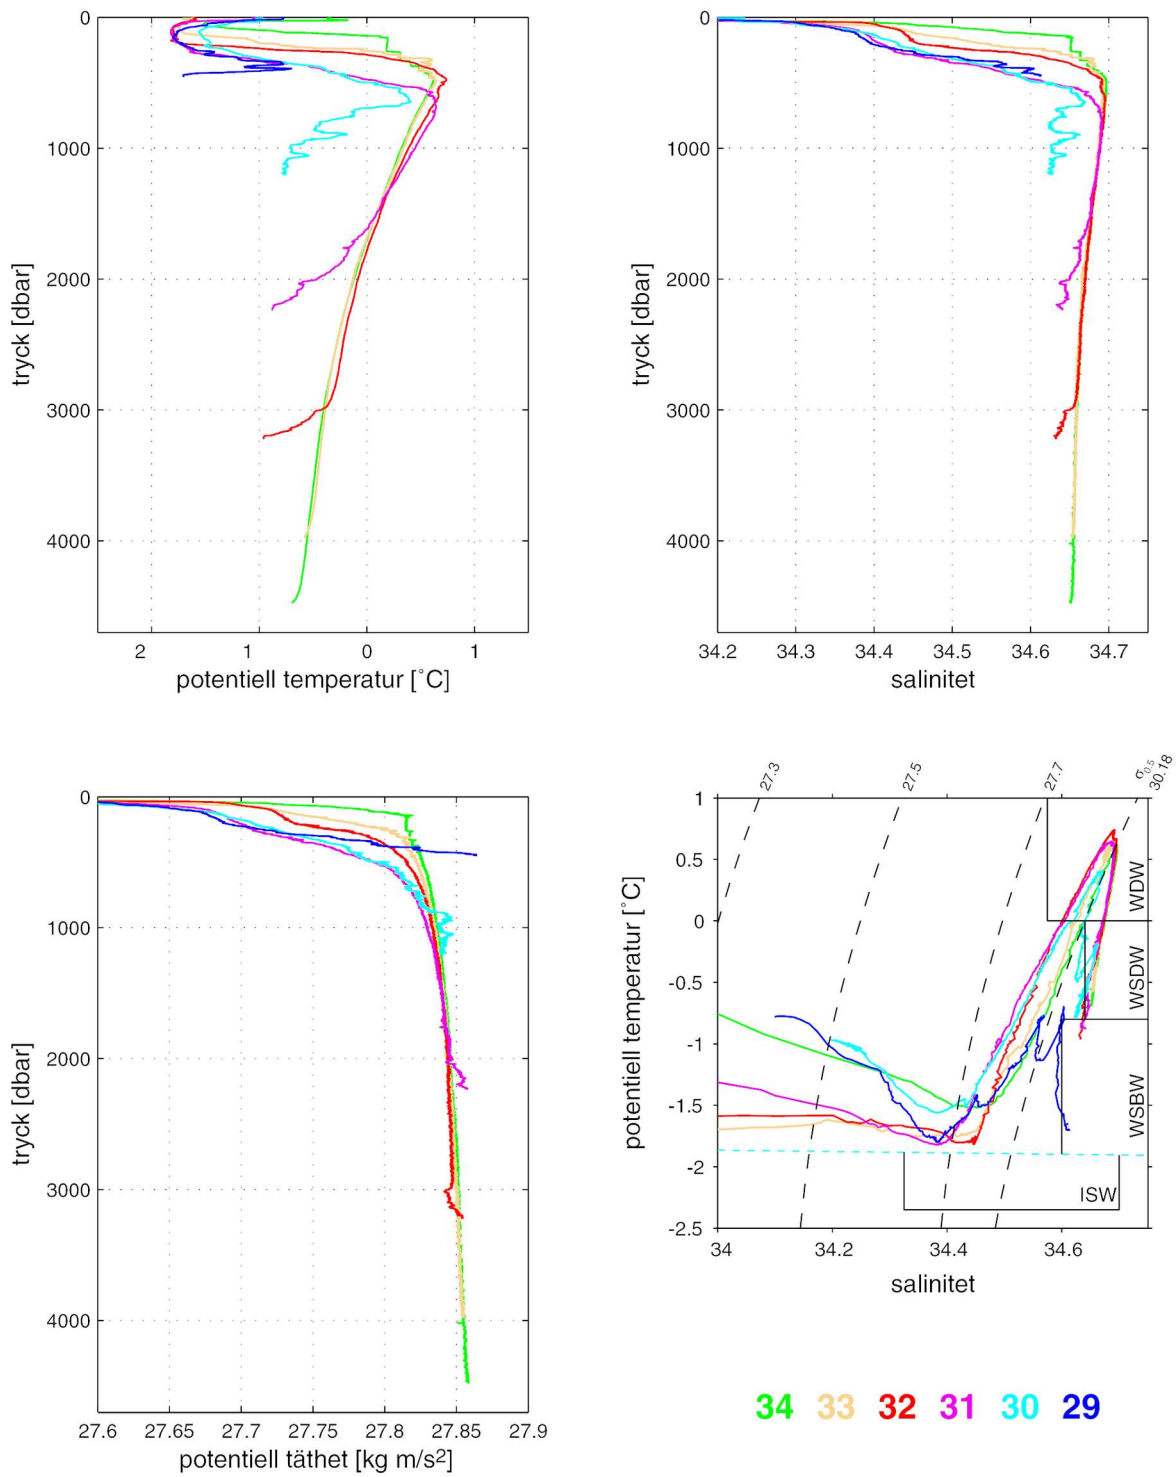 0
1000
2000
3000
4000
tryck [dbar]
2 1 0 1
potentiell temperatur [˚C]
0
1000
2000
3000
4000
tryck [dbar]
34.2 34.3 34.4 34.5 34.6 34.7
salinitet
0
1000
2000
3000
4000
tryck [dbar]
27.6 27.65 27.7 27.75 27.8 27.85 27.9
potentiell täthet [kg m/s²]
27.3 27.5 27.7 σ0.5 30.18
1
0.5
0
-0.5
-1
-1.5
-2
-2.5
potentiell temperatur [˚C]
WDW
WSDW
WSBW
ISW
34 34.2 34.4 34.6
salinitet
34 33 32 31 30 29